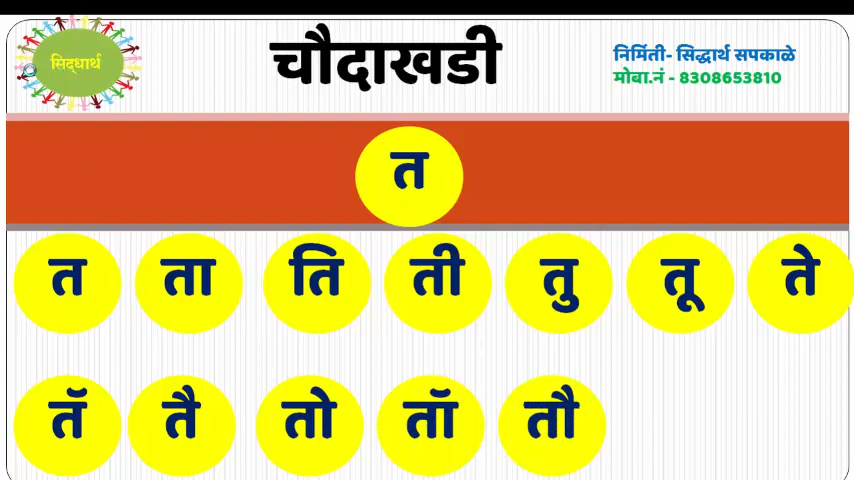 सिद्धार्थ
चौदाखडी
निर्मिती- सिद्धार्थ सपकाळे
मोबा.नं - 8308653810
त
त ता ति ती तु तू ते
तॅ तै तो तॉ तौ